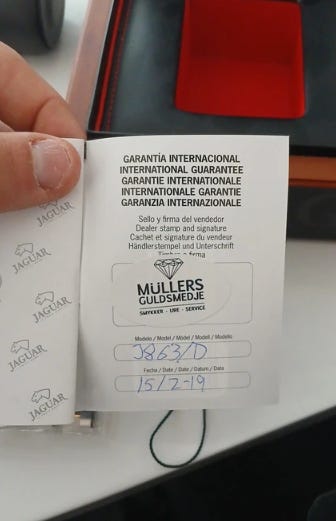 GARANTÍA INTERNACIONAL
INTERNATIONAL GUARANTEE
GARANTIE INTERNATIONALE
INTERNATIONALE GARANTIE
GARANZIA INTERNAZIONALE
Sello y firma del vendedor
Dealer stamp and signature
Cachet et signature du vendeur
Händlerstempel und Unterschrift
firma
MÜLLERS
GULDSMEDJE
SMYKKER - URE - SERVICE
Modelo / Model / Model / Modell / Modello
J863/D
Fecha / Date / Date / Datum / Data
15/2-19
JAGUAR
JAGUAR
JAGUAR
JAGUAR
JAGUAR